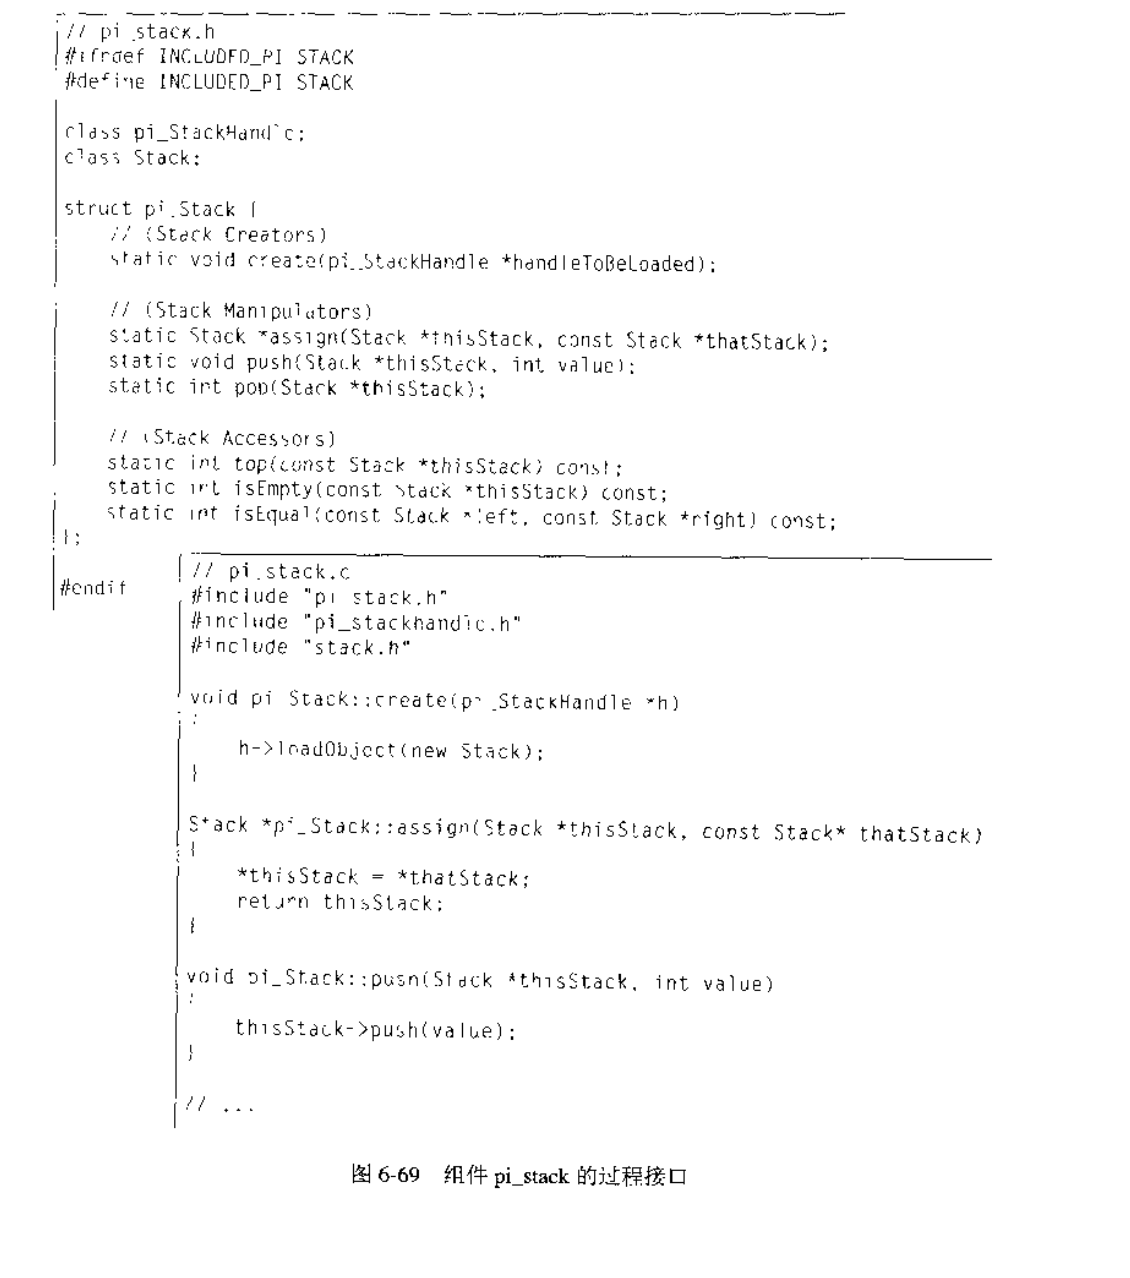 // pi_stack.h
#ifndef INCLUDED_PI_STACK
#define INCLUDED_PI_STACK
class pi_StackHandle;
class Stack;
struct pi_Stack {
// (Stack Creators)
static void create(pi_StackHandle *handleToBeLoaded);
// (Stack Manipulators)
static Stack *assign(Stack *thisStack, const Stack *thatStack);
static void push(Stack *thisStack, int value);
static int pop(Stack *thisStack);
// (Stack Accessors)
static int top(const Stack *thisStack) const;
static int isEmpty(const Stack *thisStack) const;
static int isEqual(const Stack *left, const Stack *right) const;
};
#endif
// pi_stack.c
#include "pi_stack.h"
#include "pi_stackhandle.h"
#include "stack.h"
void pi_Stack::create(pi_StackHandle *h)
{
h->loadObject(new Stack);
}
Stack *pi_Stack::assign(Stack *thisStack, const Stack* thatStack)
{
*thisStack = *thatStack;
return thisStack;
}
void pi_Stack::push(Stack *thisStack, int value)
{
thisStack->push(value);
}
// ...
图 6-69 组件 pi_stack 的过程接口